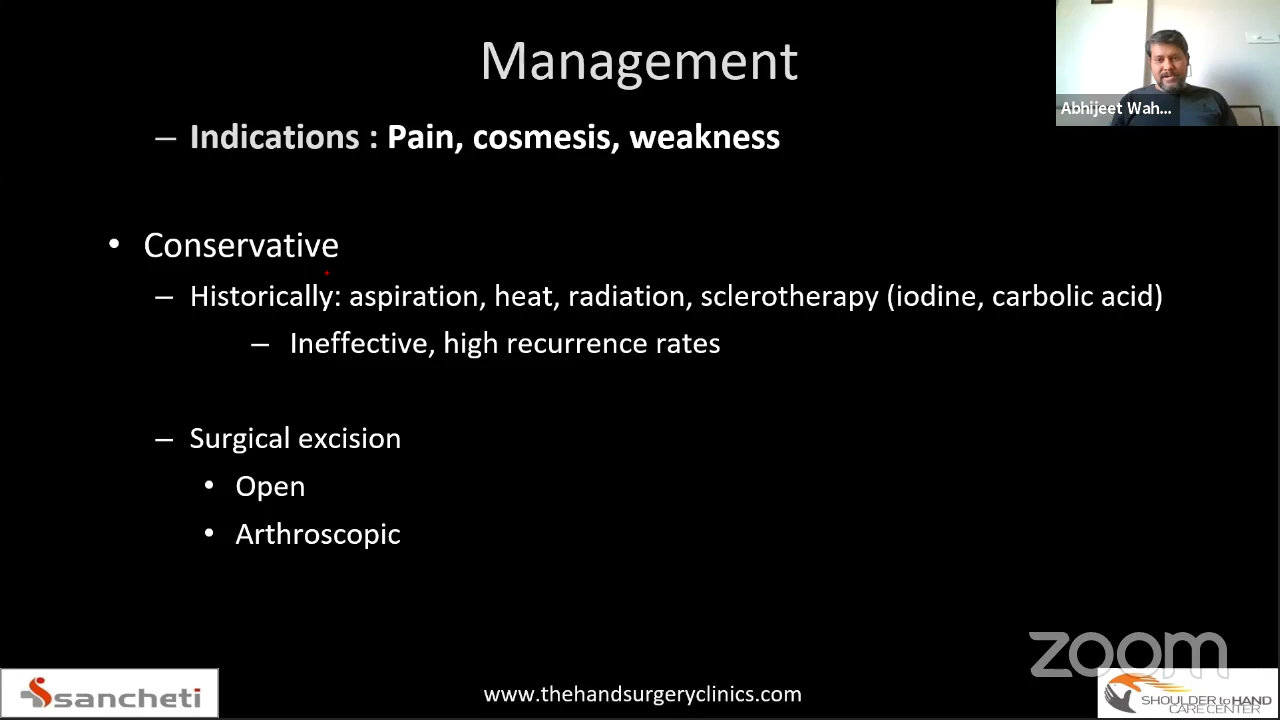 Management
Abhijeet Wah...
– Indications : Pain, cosmesis, weakness
• Conservative
– Historically: aspiration, heat, radiation, sclerotherapy (iodine, carbolic acid)
– Ineffective, high recurrence rates
– Surgical excision
• Open
• Arthroscopic
zoom
sancheti
www.thehandsurgeryclinics.com
SHOULDER to HAND
CARE CENTER